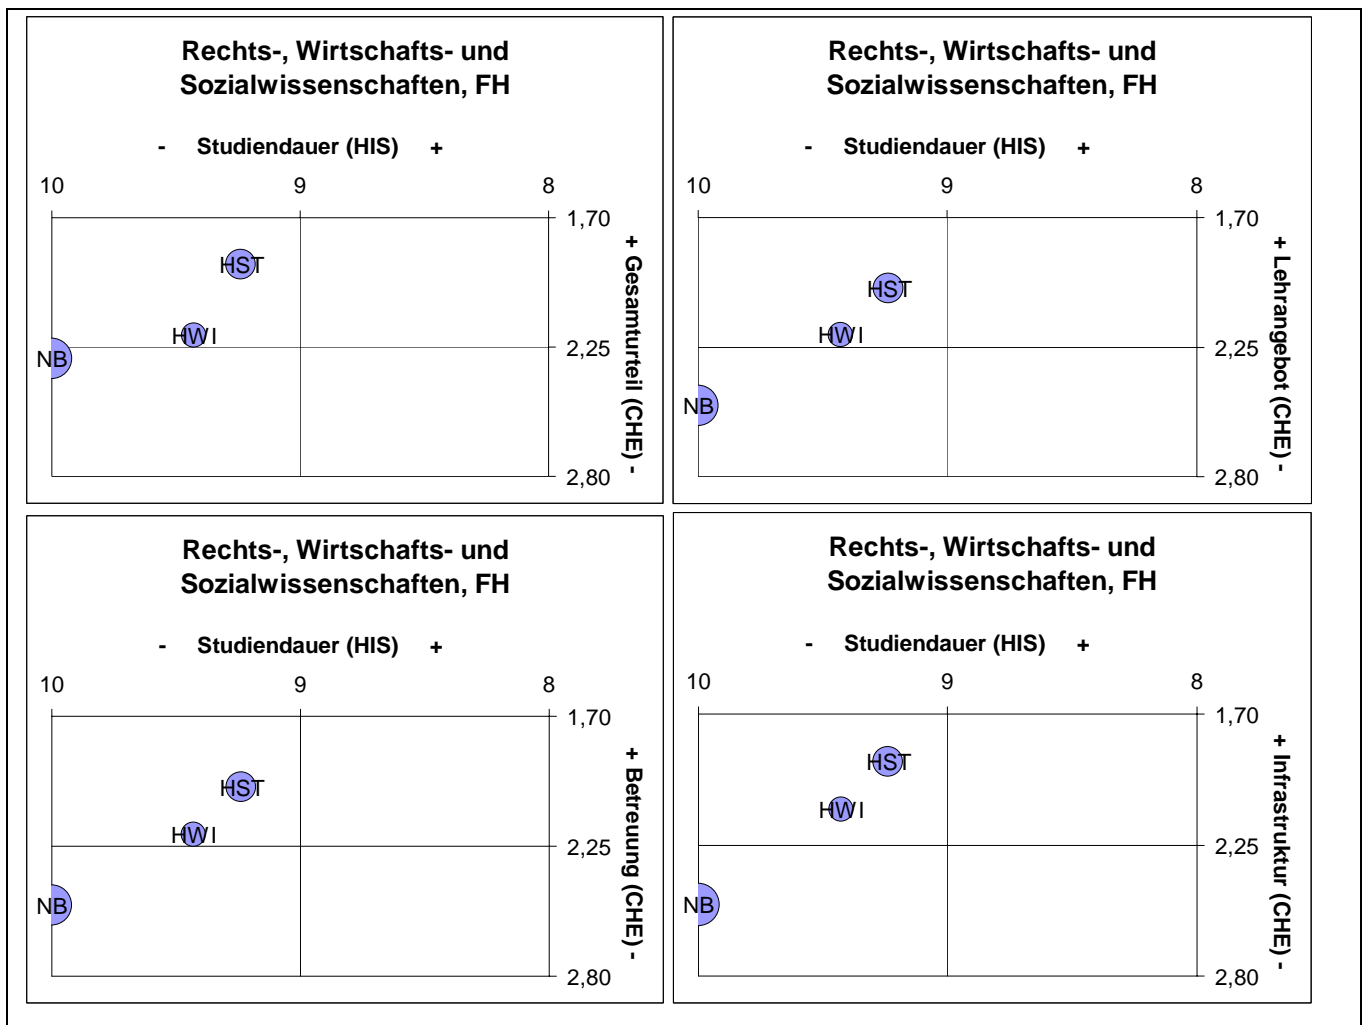 Rechts-, Wirtschafts- und
Sozialwissenschaften, FH
- Studiendauer (HIS) +
10 9 8
1,70
HST
HWI
2,25
NB
2,80
+ Gesamturteil (CHE) -
Rechts-, Wirtschafts- und
Sozialwissenschaften, FH
- Studiendauer (HIS) +
10 9 8
1,70
HST
HWI
2,25
NB
2,80
+ Lehrangebot (CHE) -
Rechts-, Wirtschafts- und
Sozialwissenschaften, FH
- Studiendauer (HIS) +
10 9 8
1,70
HST
HWI
2,25
NB
2,80
+ Betreuung (CHE) -
Rechts-, Wirtschafts- und
Sozialwissenschaften, FH
- Studiendauer (HIS) +
10 9 8
1,70
HST
HWI
2,25
NB
2,80
+ Infrastruktur (CHE) -